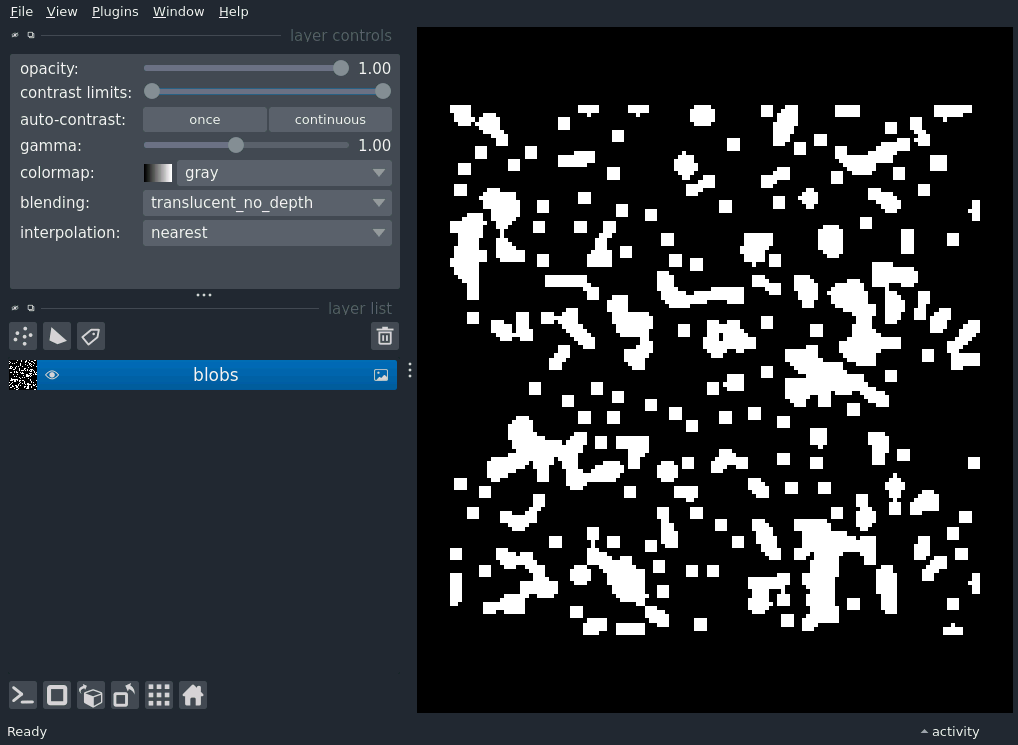 File View Plugins Window Help
layer controls
opacity: 1.00
contrast limits:
auto-contrast: once continuous
gamma: 1.00
colormap: gray
blending: translucent_no_depth
interpolation: nearest
layer list
blobs
Ready
activity